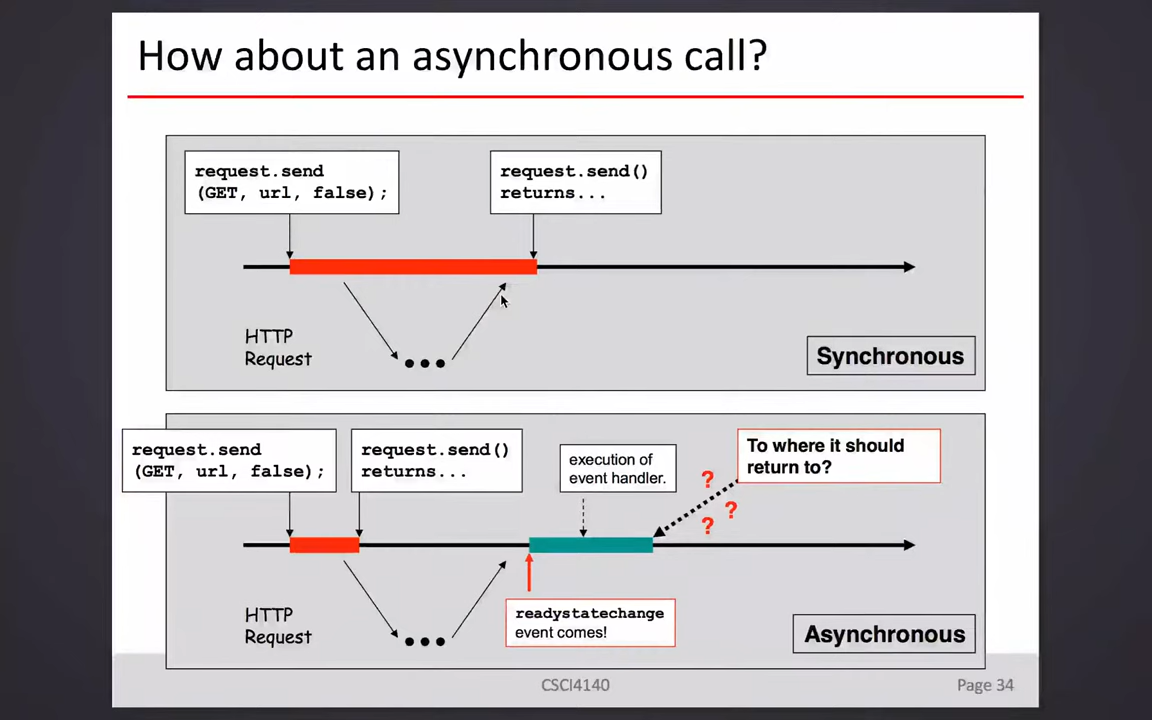 How about an asynchronous call?
request.send
(GET, url, false);
request.send()
returns...
HTTP
Request
Synchronous
request.send
(GET, url, false);
request.send()
returns...
execution of
event handler.
To where it should
return to?
?
?
?
HTTP
Request
readystatechange
event comes!
Asynchronous
CSCI4140
Page 34